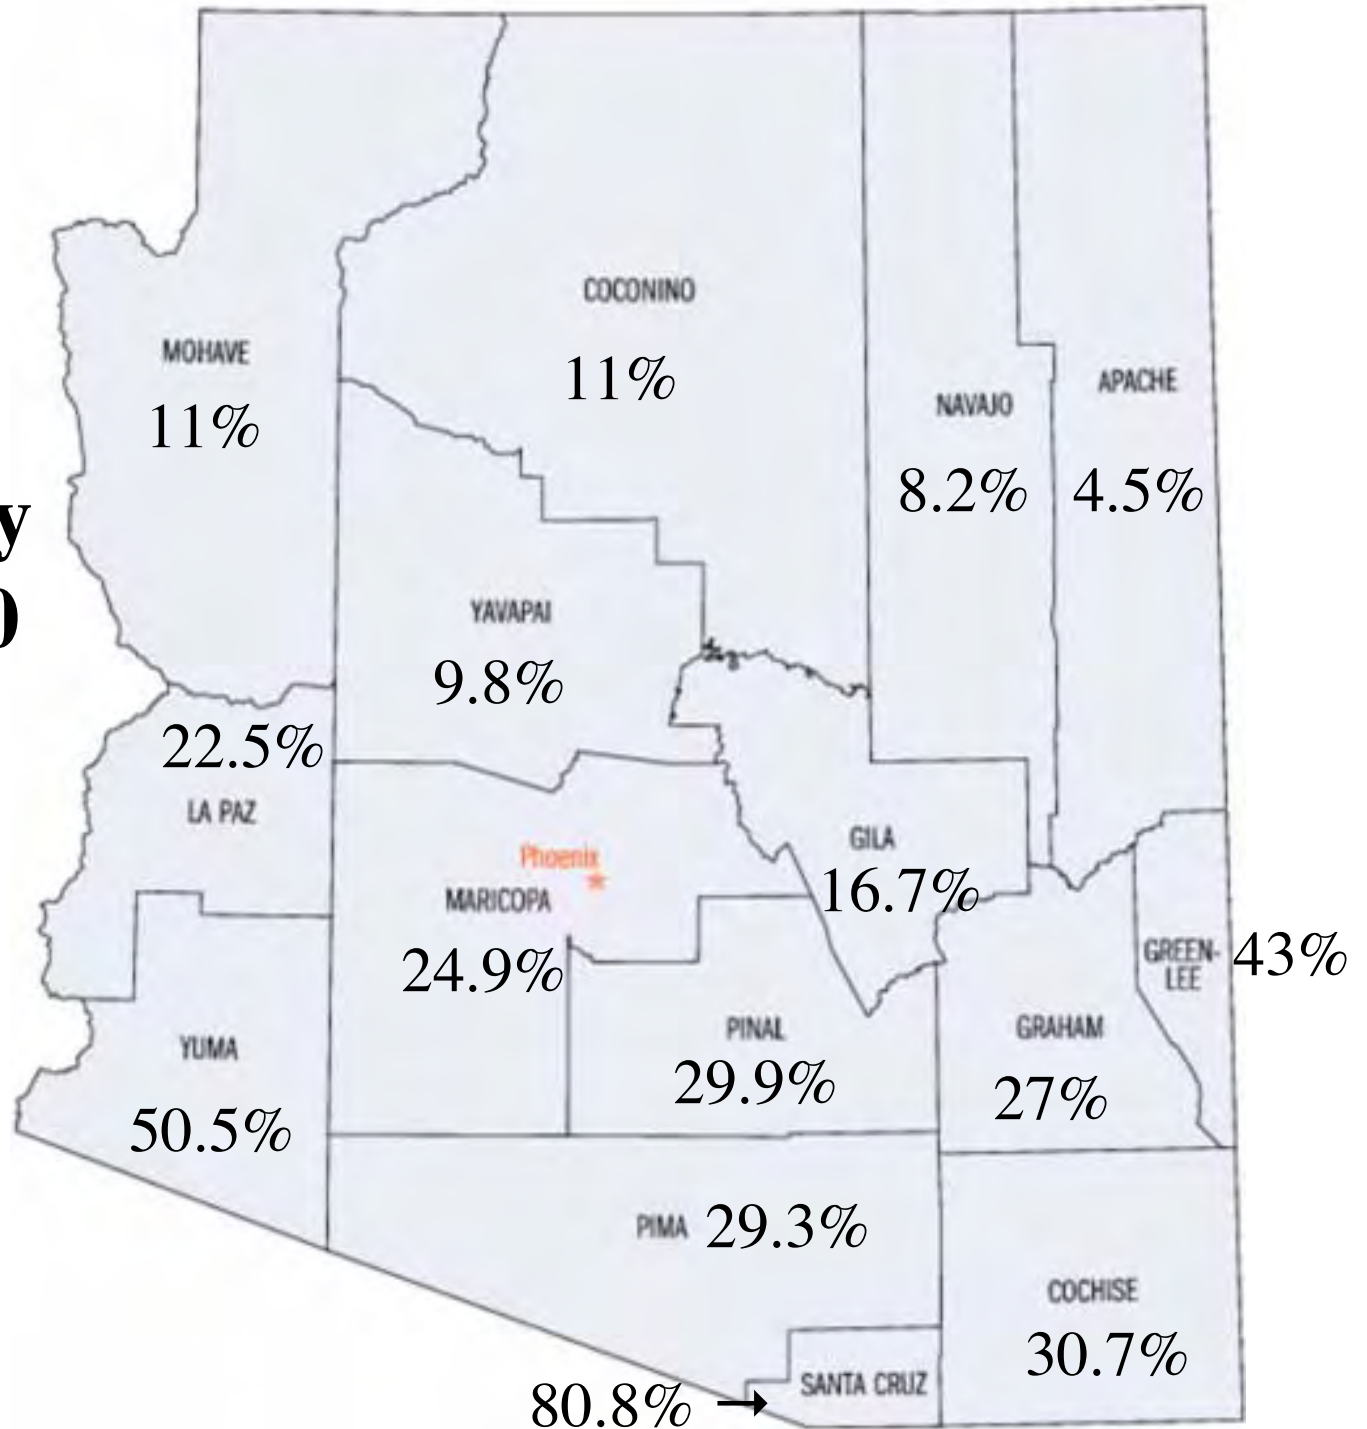 COCONINO
11%
MOHAVE
11%
NAVAJO
8.2%
APACHE
4.5%
YAVAPAI
9.8%
22.5%
LA PAZ
Phoenix
MARICOPA
24.9%
GILA
16.7%
GREEN-
LEE
43%
YUMA
50.5%
PINAL
29.9%
GRAHAM
27%
PIMA 29.3%
COCHISE
30.7%
SANTA CRUZ
80.8%